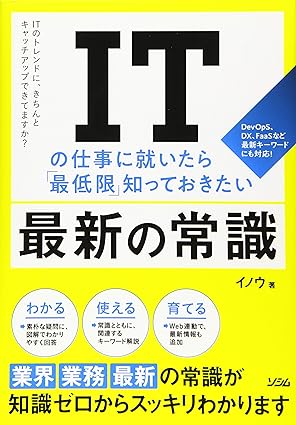 ITのトレンドに、きちんと
キャッチアップできてますか?
IT
DevOpS、
DX、FaaSなど
最新キーワード
にも対応!
の仕事に就いたら
「最低限」知っておきたい
最新の常識
イノウ 著
わかる
素朴な疑問に、
図解でわかり
やすく回答
使える
常識とともに、
関連する
キーワード解説
育てる
Web連動で、
最新情報も
追加
業界 業務 最新の常識が
知識ゼロからスッキリわかります
ソシム